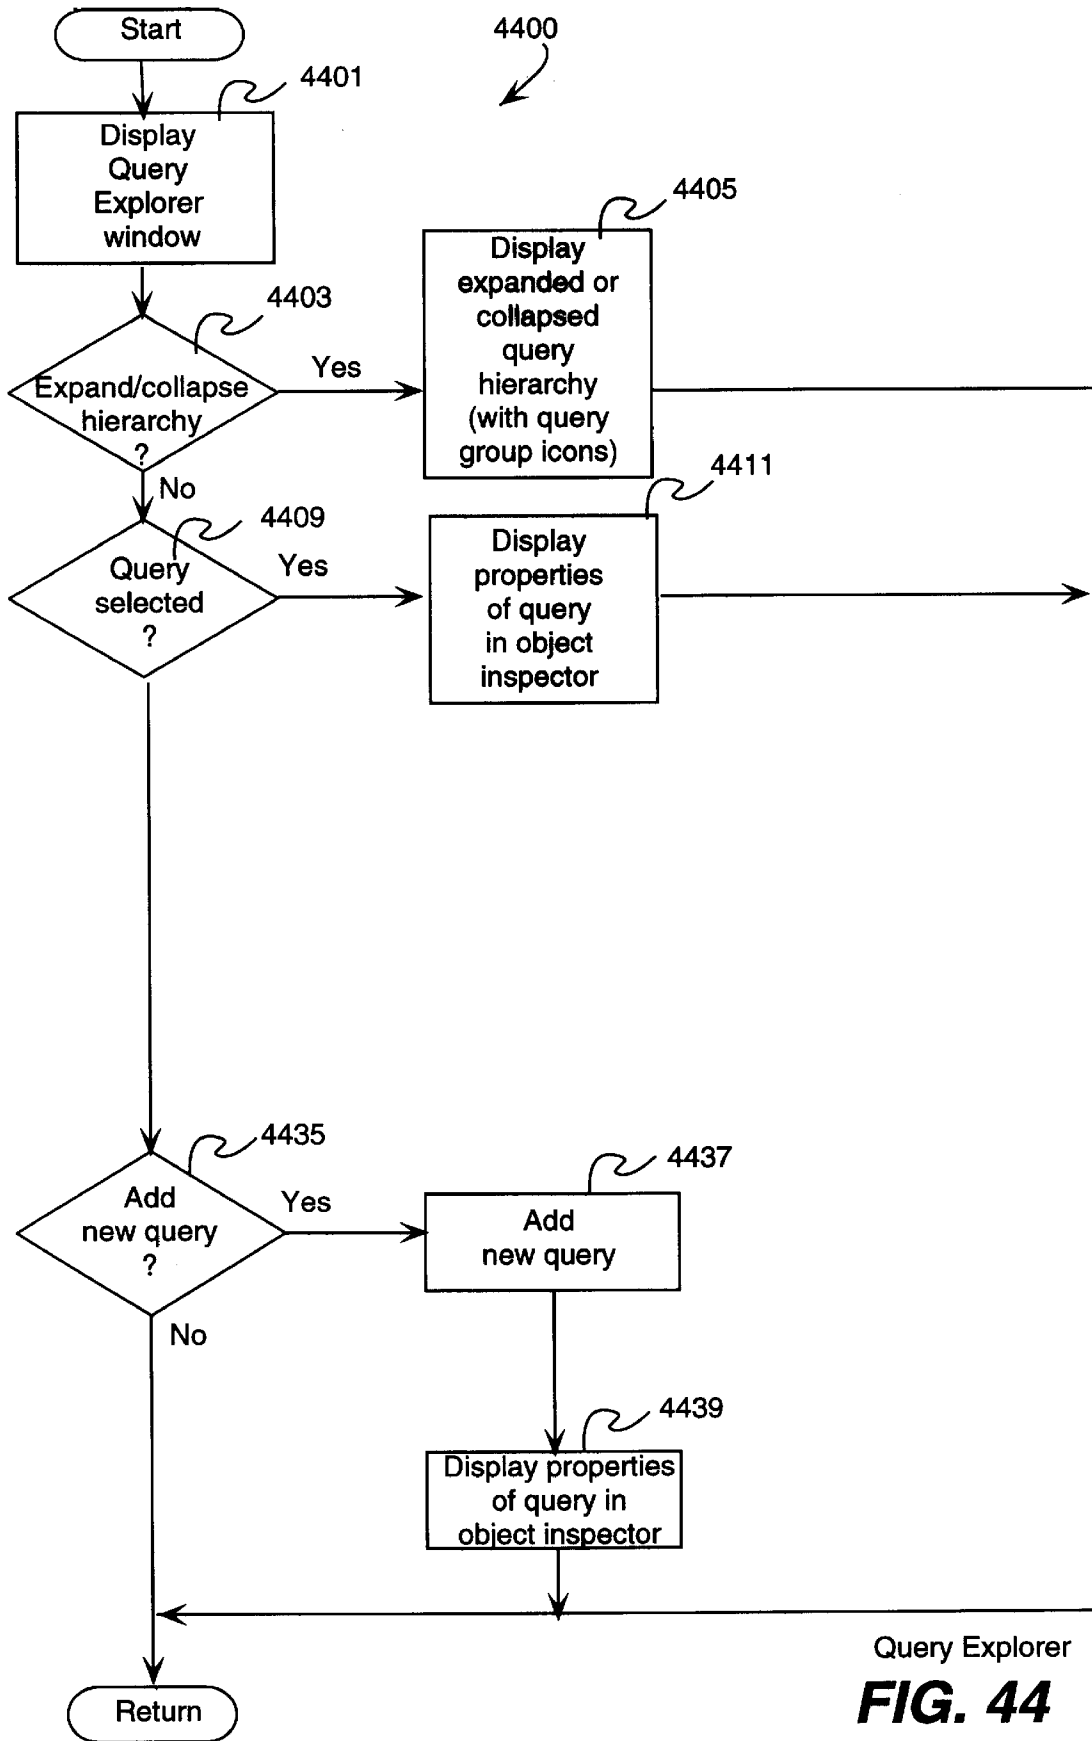 Start
4400
4401
Display
Query
Explorer
window
4403
Expand/collapse
hierarchy
?
Yes
No
4405
Display
expanded or
collapsed
query
hierarchy
(with query
group icons)
4409
Query
selected
?
Yes
4411
Display
properties
of query
in object
inspector
4435
Add
new query
?
Yes
No
4437
Add
new query
4439
Display properties
of query in
object inspector
Return
Query Explorer
FIG. 44